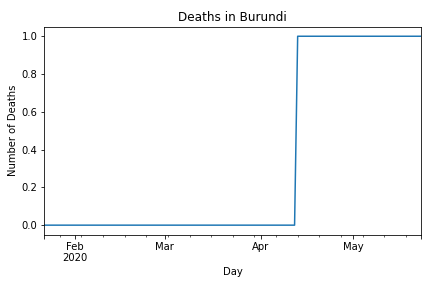 Deaths in Burundi
Number of Deaths
1.0
0.8
0.6
0.4
0.2
0.0
Feb
2020
Mar
Apr
May
Day